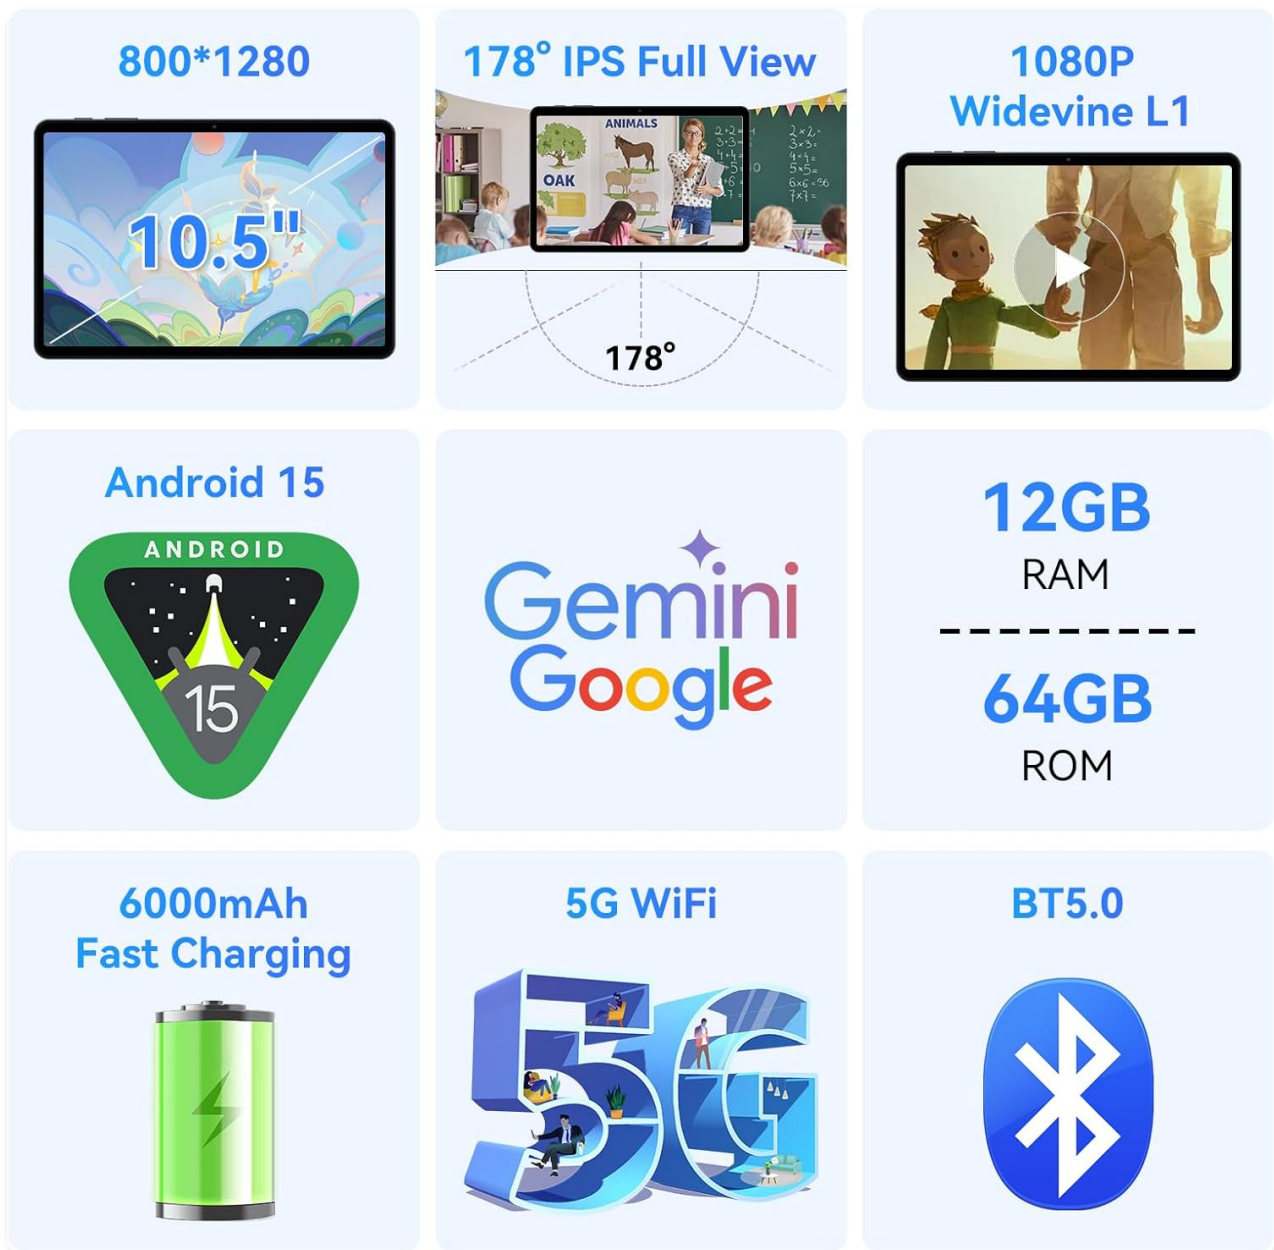 800*1280
10.5"
178° IPS Full View
ANIMALS
OAK
178°
1080P
Widevine L1
Android 15
ANDROID
15
Gemini
Google
12GB
RAM
64GB
ROM
6000mAh
Fast Charging
5G WiFi
5G
BT5.0